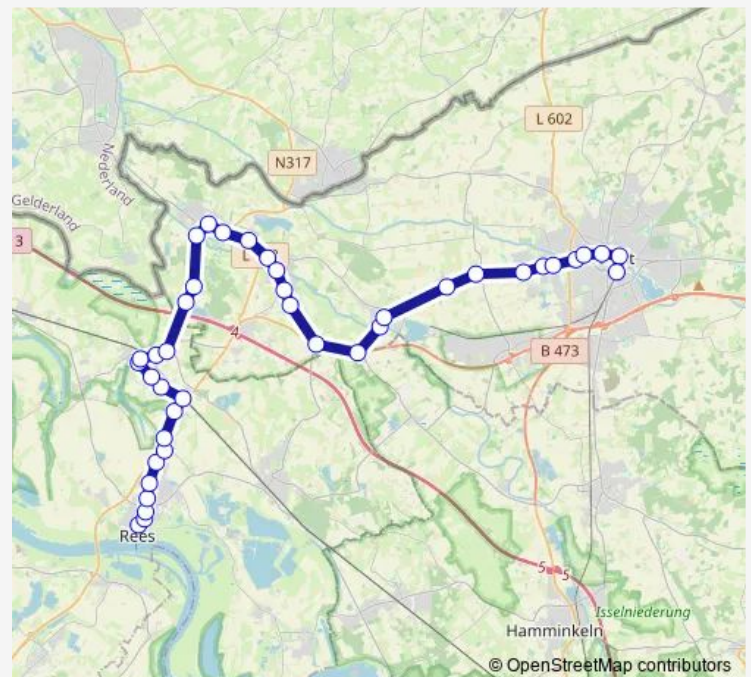 L 602
N317
Nederland
Gelderland
3
L
t
4
B 473
Rees
5
5
Isselniederung
Hamminkeln
© OpenStreetMap contributors